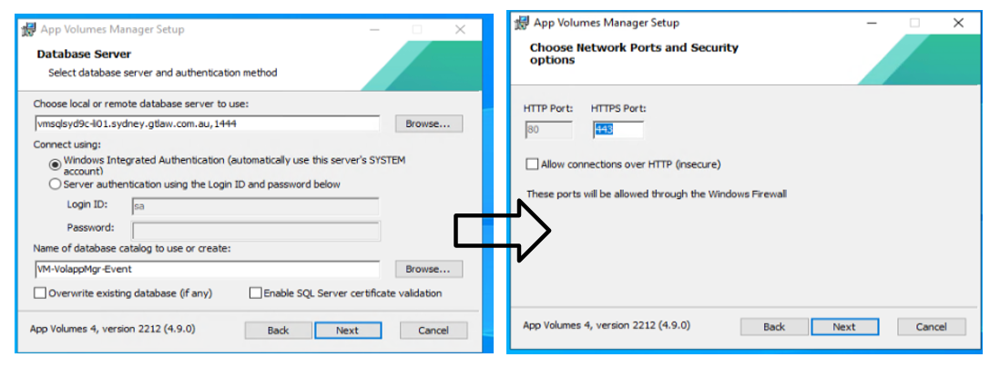 App Volumes Manager Setup
Database Server
Select database server and authentication method
Choose local or remote database server to use:
vmsqlsyd9c-li01.sydney.gtlaw.com.au,1444
Browse...
Connect using:
Windows Integrated Authentication (automatically use this server's SYSTEM
account)
Server authentication using the Login ID and password below
Login ID:
sa
Password:
Name of database catalog to use or create:
VM-VolappMgr-Event
Browse...
Overwrite existing database (if any)
Enable SQL Server certificate validation
App Volumes 4, version 2212 (4.9.0)
Back
Next
Cancel
App Volumes Manager Setup
Choose Network Ports and Security
options
HTTP Port:
HTTPS Port:
80
443
Allow connections over HTTP (insecure)
These ports will be allowed through the Windows Firewall
App Volumes 4, version 2212 (4.9.0)
Back
Next
Cancel